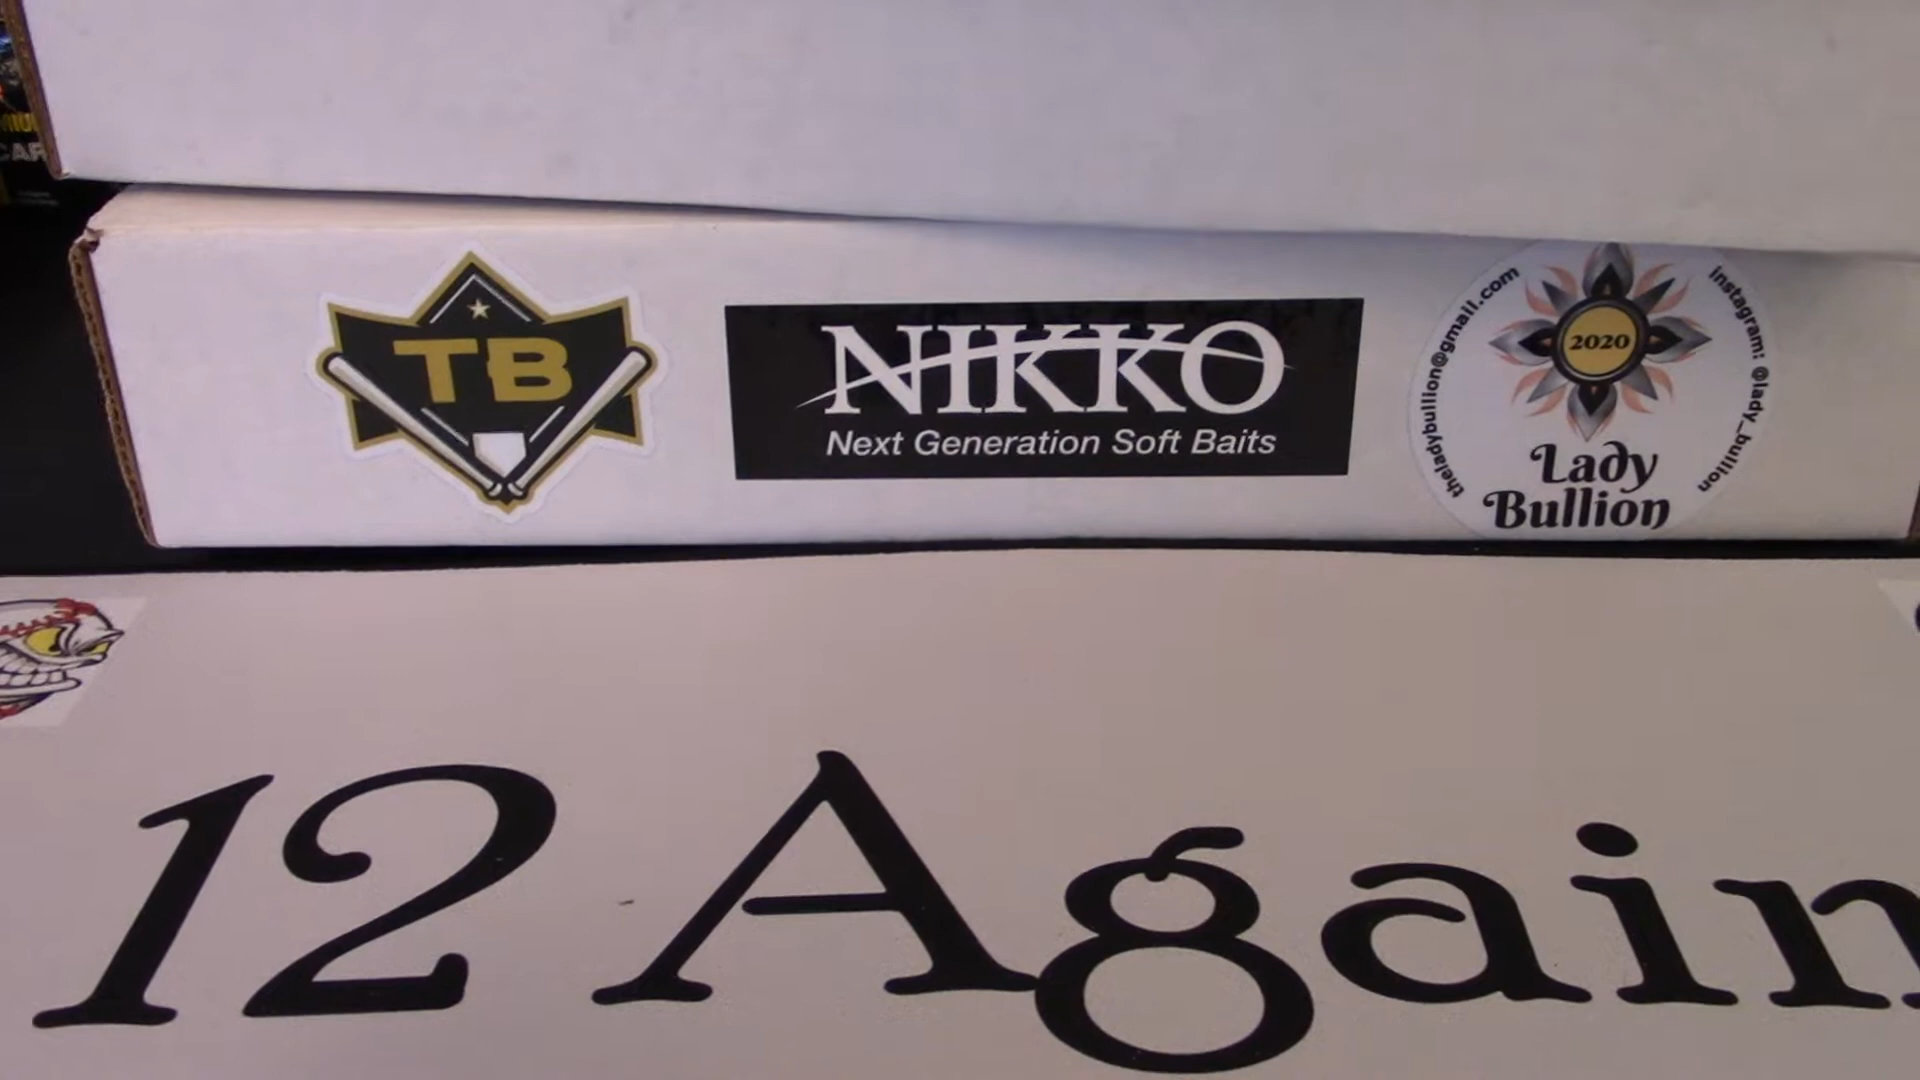 TB
NIKKO
Next Generation Soft Baits
theladybullion@gmail.com
instagram: @lady_bullion
2020
Lady
Bullion
12 Again